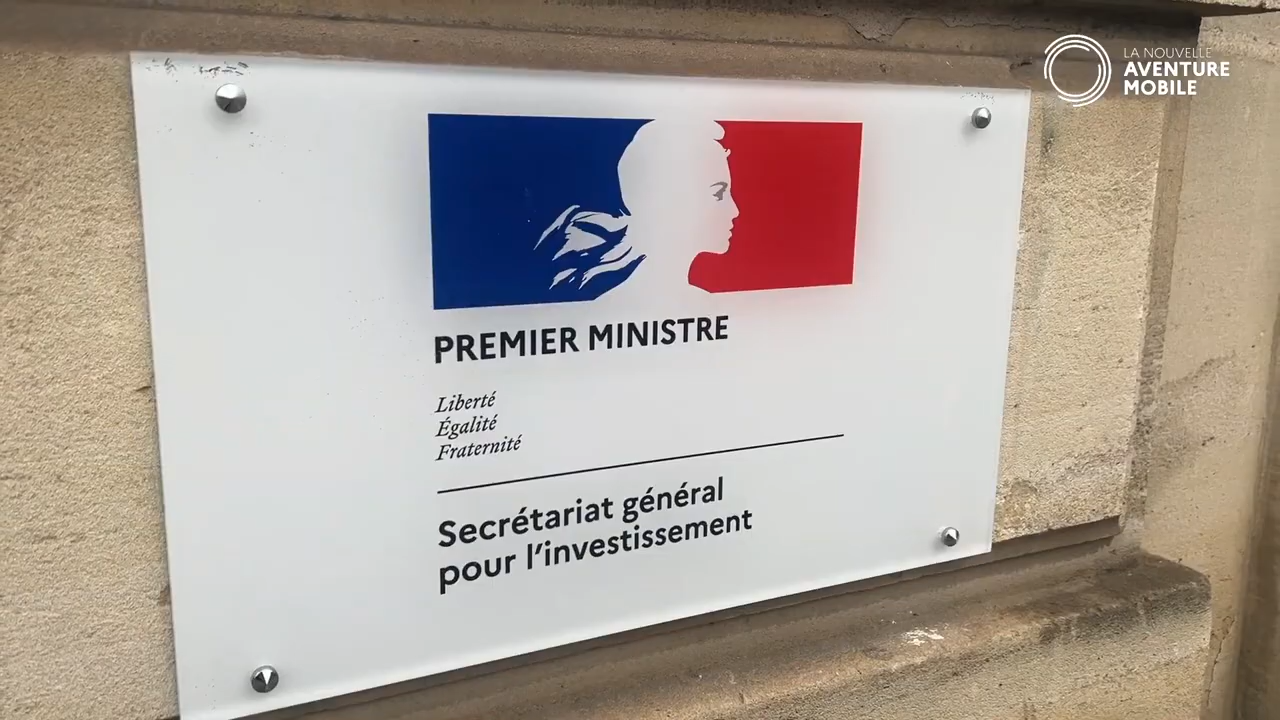 LA NOUVELLE
AVENTURE
MOBILE
PREMIER MINISTRE
Liberté
Égalité
Fraternité
Secrétariat général
pour l'investissement